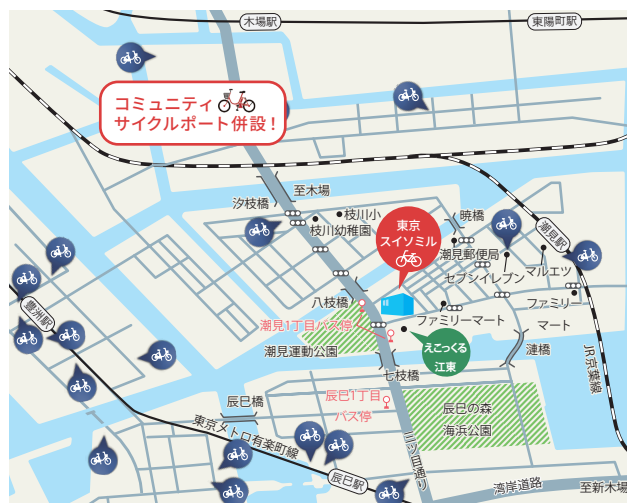 木場駅
東陽町駅
コミュニティ
サイクルポート併設！
至木場
汐枝橋
枝川小
枝川幼稚園
東京
スイソミル
暁橋
潮見郵便局
潮見駅
セブンイレブン
マルエツ
八枝橋
ファミリー
マート
ファミリーマート
潮見1丁目バス停
潮見運動公園
えこっくる
江東
漣橋
七枝橋
豊洲駅
JR京葉線
辰巳1丁目
バス停
辰巳橋
辰巳の森
海浜公園
東京メトロ有楽町線
三ツ目通り
辰巳駅
湾岸道路
至新木場